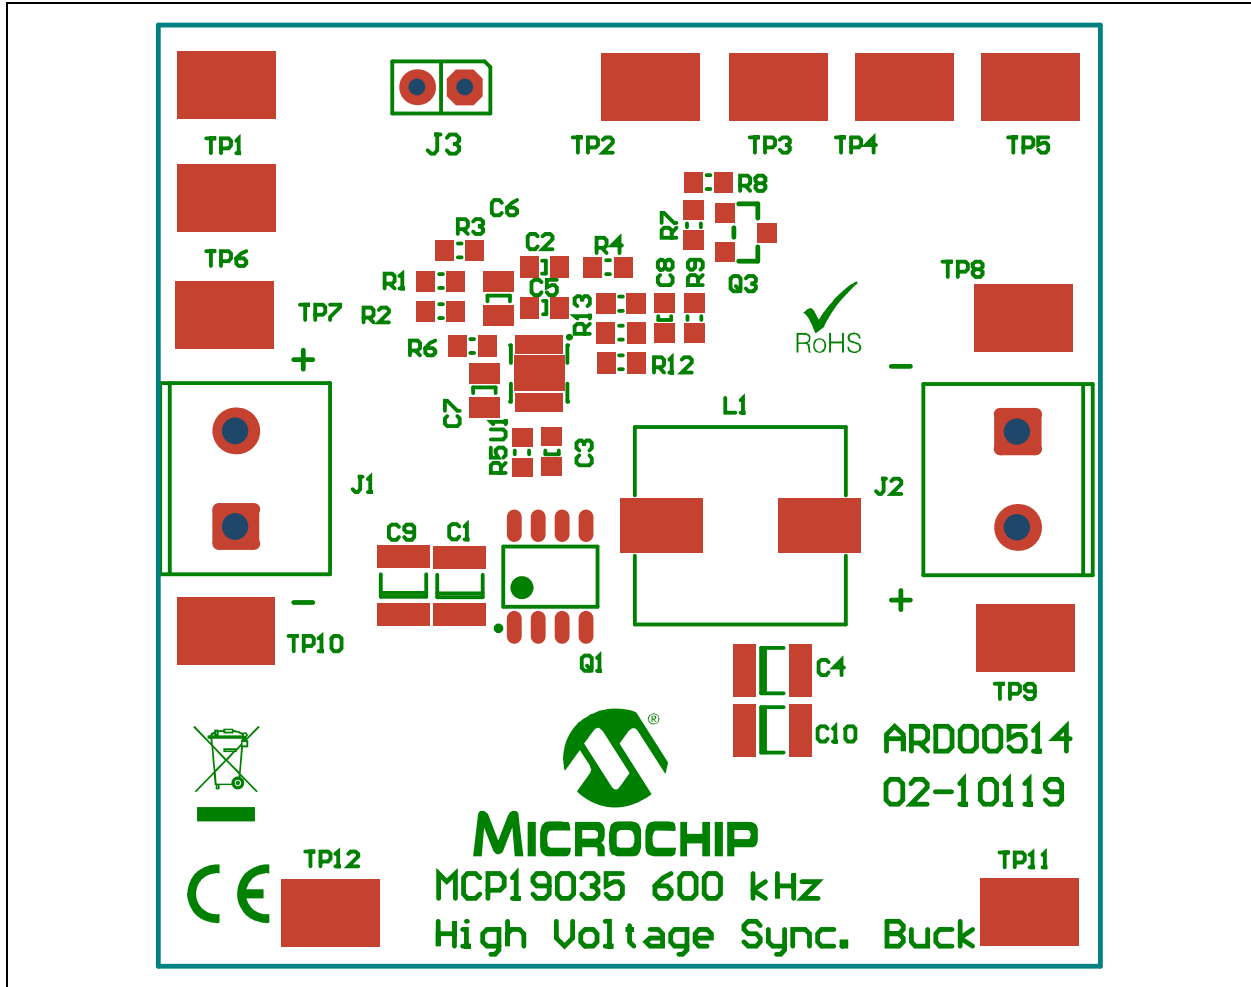 TP1
J3
TP2
TP3
TP4
TP5
R8
C6
R3
R7
TP6
C2
R4
C8
R9
Q3
TP8
R1
C5
TP7
R2
R13
RoHS
R6
R12
+
-
C7
L1
U1
R5
C3
J1
J2
C9
C1
-
+
TP10
Q1
C4
TP9
C10
®
ARD00514
02-10119
MICROCHIP
TP12
TP11
CE
MCP19035 600 kHz
High Voltage Sync. Buck